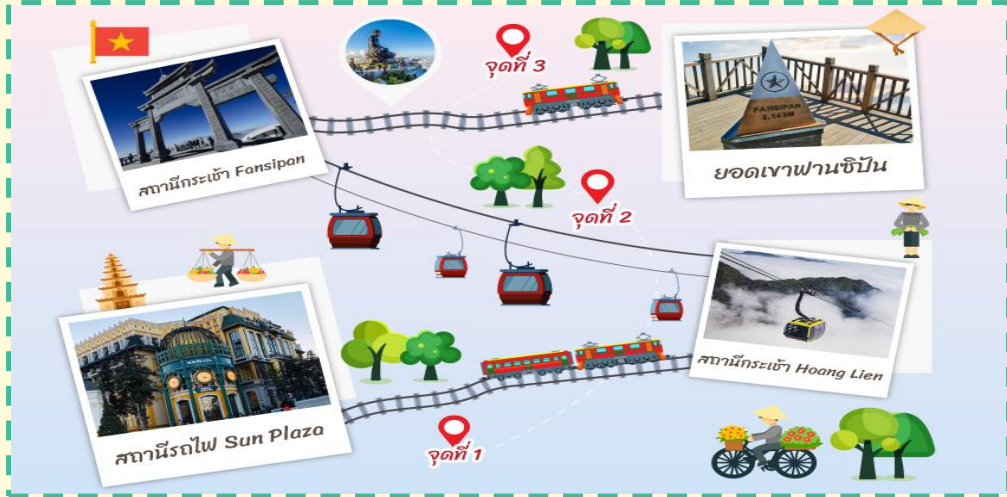 จุดที่ 3
สถานีกระเช้า Fansipan
FANSIPAN
3.143M
ยอดเขาฟานซิปัน
จุดที่ 2
สถานีกระเช้า Hoang Lien
สถานีรถไฟ Sun Plaza
จุดที่ 1